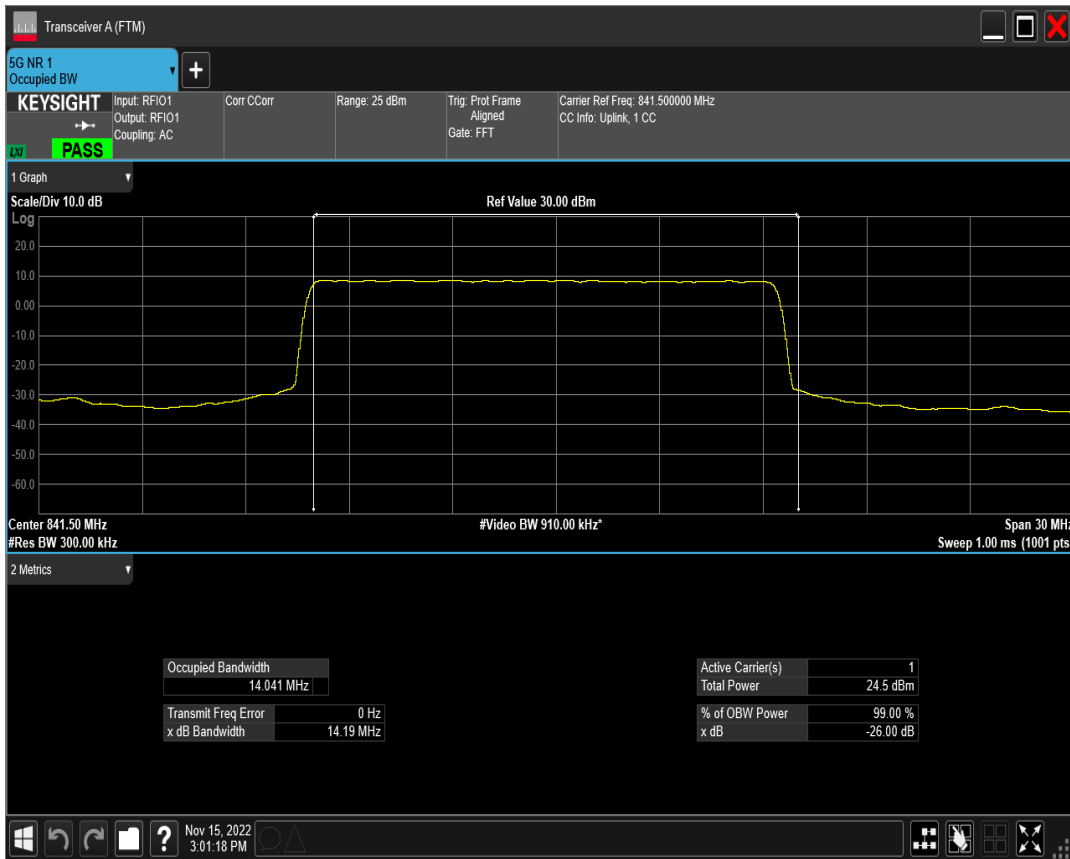 Transceiver A (FTM)
5G NR 1
Occupied BW
+
KEYSIGHT
LXI
PASS
Input: RFIO1
Output: RFIO1
Coupling: AC
Corr CCorr
Range: 25 dBm
Trig: Prot Frame
Aligned
Gate: FFT
Carrier Ref Freq: 841.500000 MHz
CC Info: Uplink, 1 CC
1 Graph
Scale/Div 10.0 dB
Ref Value 30.00 dBm
Log
20.0
10.0
0.00
-10.0
-20.0
-30.0
-40.0
-50.0
-60.0
Center 841.50 MHz
#Video BW 910.00 kHz*
Span 30 MHz
#Res BW 300.00 kHz
Sweep 1.00 ms (1001 pts
2 Metrics
Occupied Bandwidth
14.041 MHz
Transmit Freq Error 0 Hz
x dB Bandwidth 14.19 MHz
Active Carrier(s) 1
Total Power 24.5 dBm
% of OBW Power 99.00 %
x dB -26.00 dB
?
Nov 15, 2022
3:01:18 PM